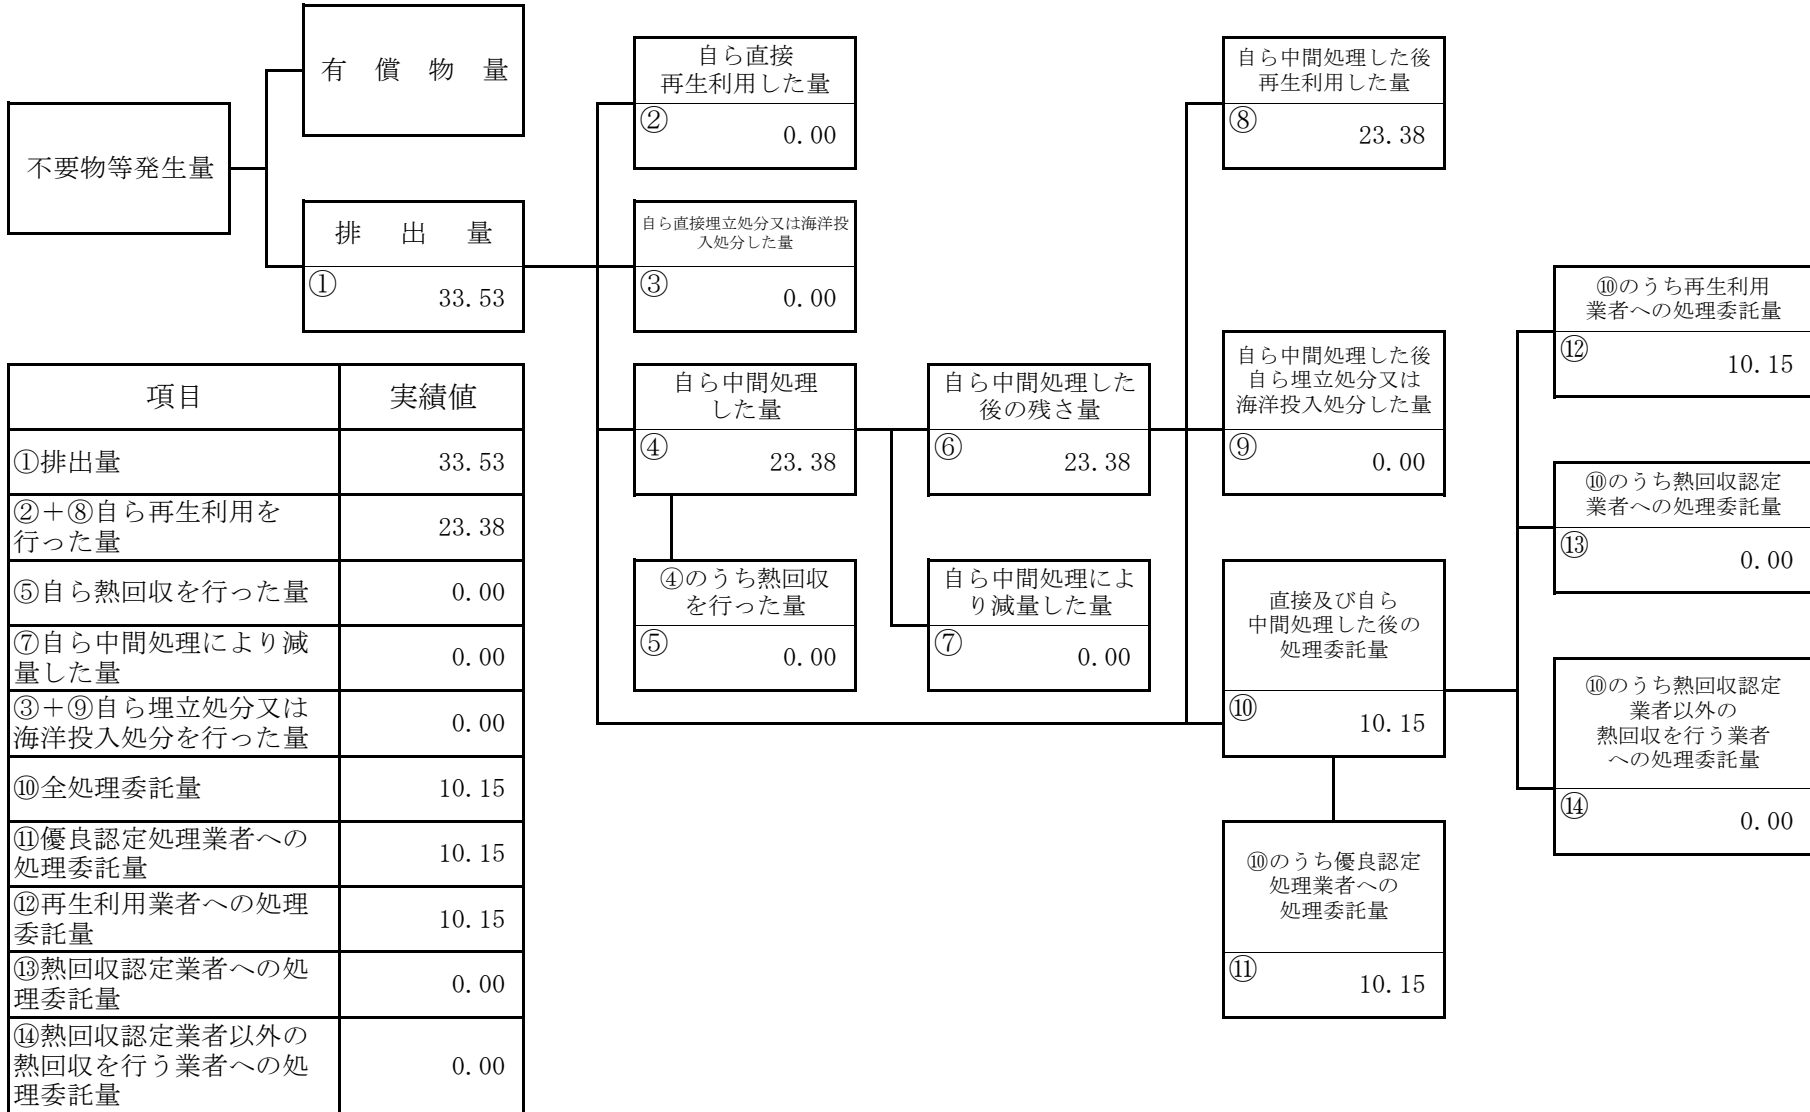 有償物量
不要物等発生量
排出量
①
33.53
自ら直接
再生利用した量
②
0.00
自ら直接埋立処分又は海洋投
入処分した量
③
0.00
自ら中間処理
した量
④
23.38
④のうち熱回収
を行った量
⑤
0.00
自ら中間処理した
後の残さ量
⑥
23.38
自ら中間処理によ
り減量した量
⑦
0.00
自ら中間処理した後
再生利用した量
⑧
23.38
自ら中間処理した後
自ら埋立処分又は
海洋投入処分した量
⑨
0.00
直接及び自ら
中間処理した後の
処理委託量
⑩
10.15
⑩のうち優良認定
処理業者への
処理委託量
⑪
10.15
⑩のうち再生利用
業者への処理委託量
⑫
10.15
⑩のうち熱回収認定
業者への処理委託量
⑬
0.00
⑩のうち熱回収認定
業者以外の
熱回収を行う業者
への処理委託量
⑭
0.00
項目 実績値
①排出量 33.53
②＋⑧自ら再生利用を
行った量 23.38
⑤自ら熱回収を行った量 0.00
⑦自ら中間処理により減
量した量 0.00
③＋⑨自ら埋立処分又は
海洋投入処分を行った量 0.00
⑩全処理委託量 10.15
⑪優良認定処理業者への
処理委託量 10.15
⑫再生利用業者への処理
委託量 10.15
⑬熱回収認定業者への処
理委託量 0.00
⑭熱回収認定業者以外の
熱回収を行う業者への処
理委託量 0.00